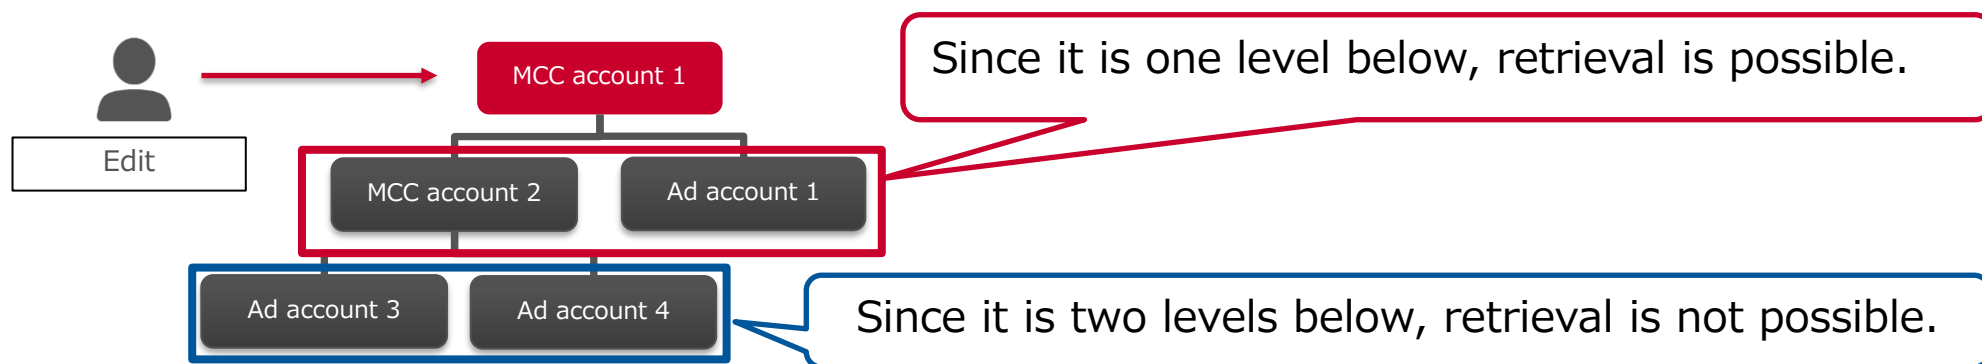 MCC account 1
Since it is one level below, retrieval is possible.
Edit
MCC account 2
Ad account 1
Ad account 3
Ad account 4
Since it is two levels below, retrieval is not possible.